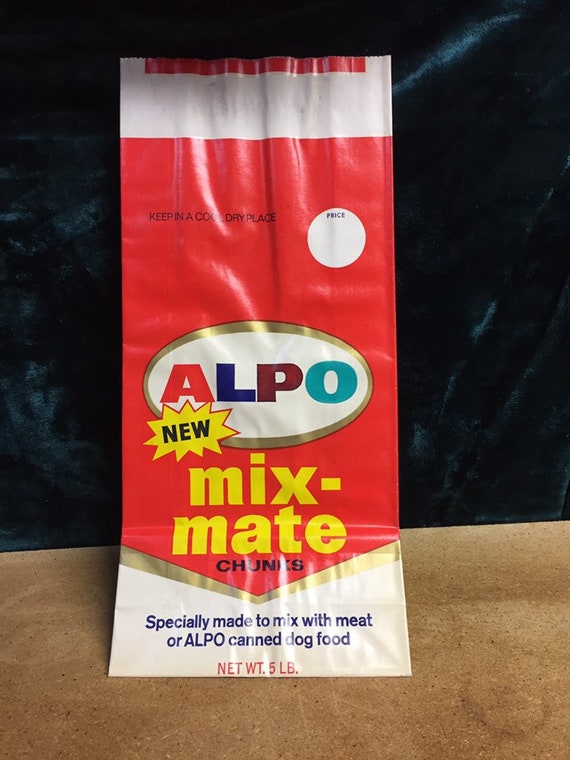 KEEP IN A COOL DRY PLACE
PRICE
ALPO
NEW
mix-
mate
CHUNKS
Specially made to mix with meat
or ALPO canned dog food
NET WT. 5 LB.